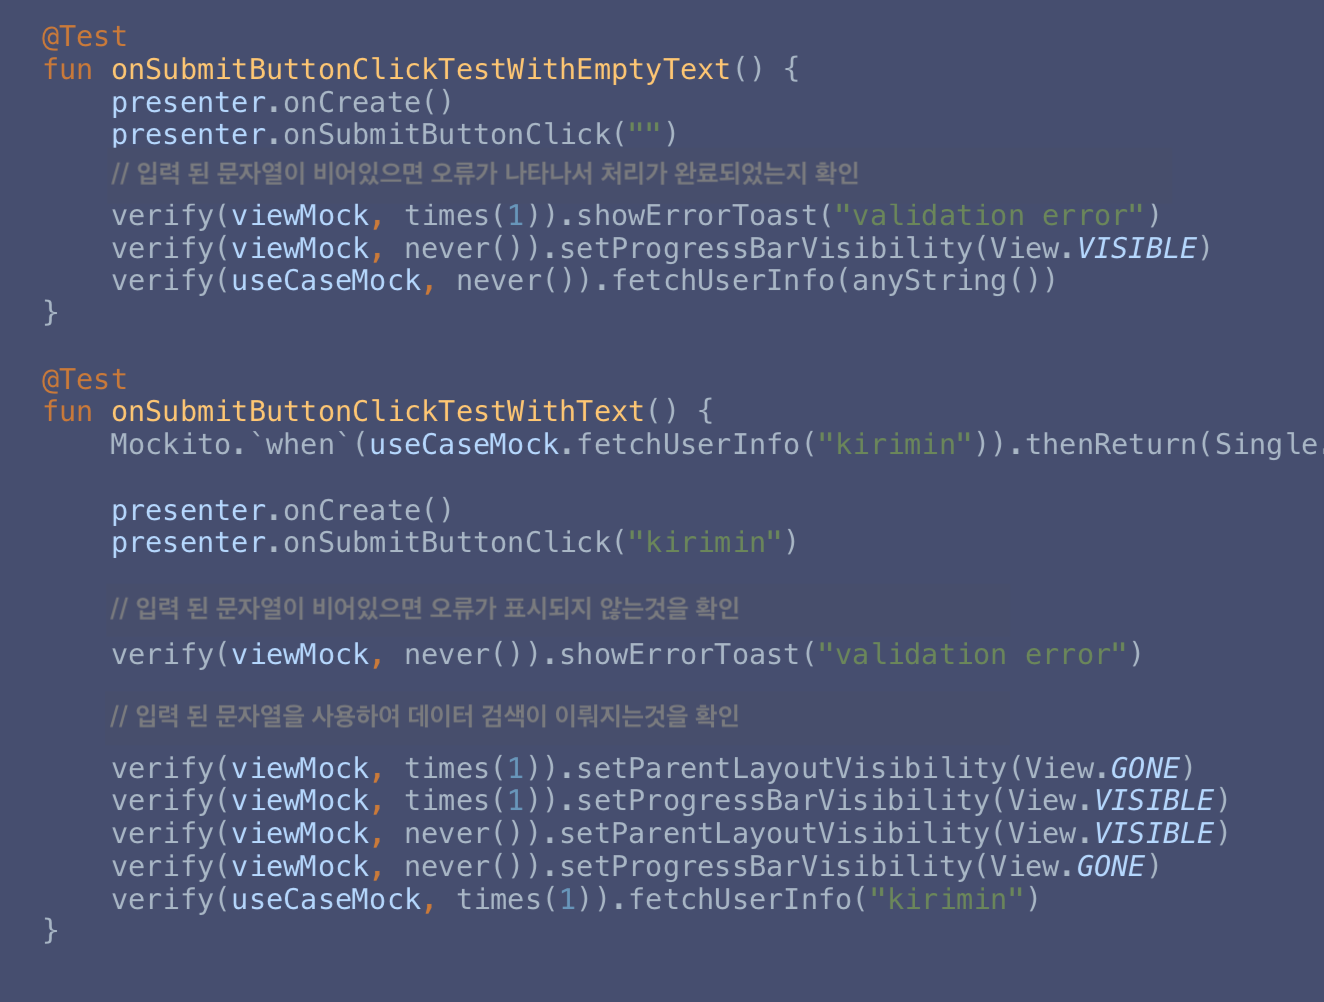 @Test
fun onSubmitButtonClickTestWithEmptyText() {
presenter.onCreate()
presenter.onSubmitButtonClick("")
// 입력 된 문자열이 비어있으면 오류가 나타나서 처리가 완료되었는지 확인
verify(viewMock, times(1)).showErrorToast("validation error")
verify(viewMock, never()).setProgressBarVisibility(View.VISIBLE)
verify(useCaseMock, never()).fetchUserInfo(anyString())
}
@Test
fun onSubmitButtonClickTestWithText() {
Mockito.`when`(useCaseMock.fetchUserInfo("kirimin")).thenReturn(Single.
presenter.onCreate()
presenter.onSubmitButtonClick("kirimin")
// 입력 된 문자열이 비어있으면 오류가 표시되지 않는것을 확인
verify(viewMock, never()).showErrorToast("validation error")
// 입력 된 문자열을 사용하여 데이터 검색이 이뤄지는것을 확인
verify(viewMock, times(1)).setParentLayoutVisibility(View.GONE)
verify(viewMock, times(1)).setProgressBarVisibility(View.VISIBLE)
verify(viewMock, never()).setParentLayoutVisibility(View.VISIBLE)
verify(viewMock, never()).setProgressBarVisibility(View.GONE)
verify(useCaseMock, times(1)).fetchUserInfo("kirimin")
}